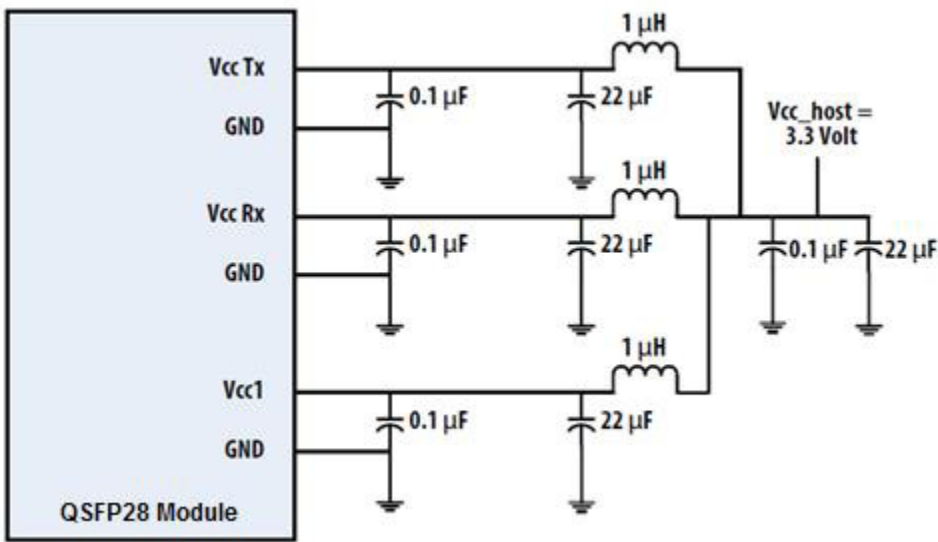 1 μH
Vcc Tx
0.1 μF
22 μF
GND
Vcc_host =
3.3 Volt
1 μH
Vcc Rx
0.1 μF
22 μF
0.1 μF
22 μF
GND
1 μH
Vcc1
0.1 μF
22 μF
GND
QSFP28 Module